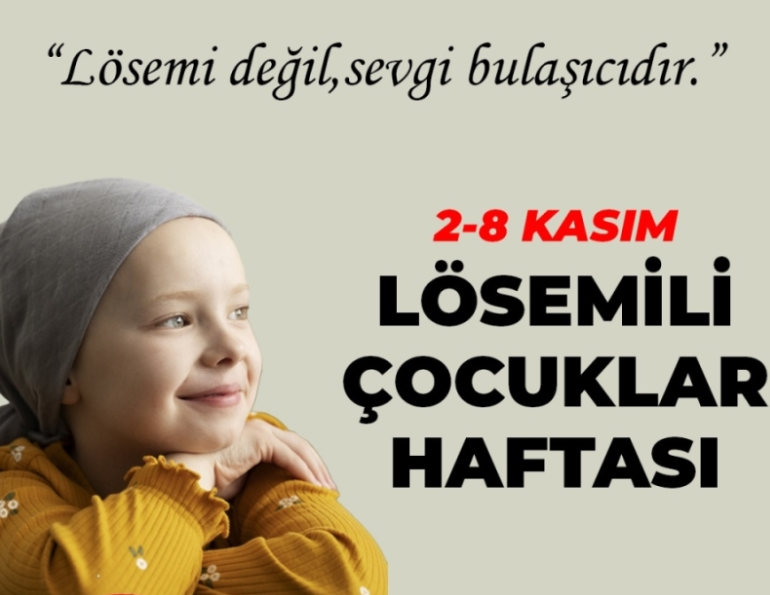 “Lösemi değil,sevgi bulaşıcıdır.”
2-8 KASIM
LÖSEMİLİ
ÇOCUKLAR
HAFTASI